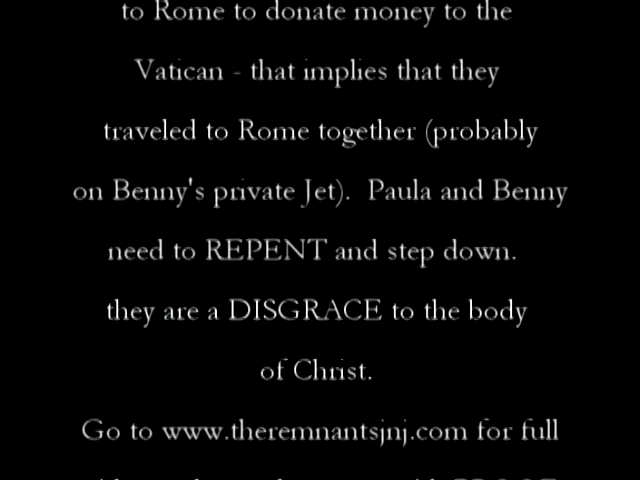 to Rome to donate money to the
Vatican - that implies that they
traveled to Rome together (probably
on Benny's private Jet).  Paula and Benny
need to REPENT and step down.
they are a DISGRACE to the body
of Christ.
Go to www.theremnantsjnj.com for full